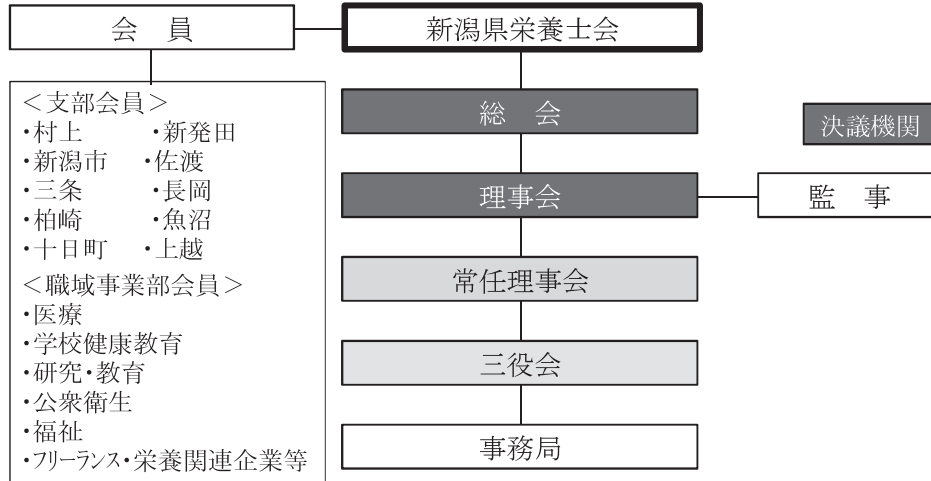 会 員
新潟県栄養士会
＜支部会員＞
・村上 ・新発田
・新潟市 ・佐渡
・三条 ・長岡
・柏崎 ・魚沼
・十日町 ・上越
＜職域事業部会員＞
・医療
・学校健康教育
・研究・教育
・公衆衛生
・福祉
・フリーランス・栄養関連企業等
総 会
決議機関
理事会
監 事
常任理事会
三役会
事務局